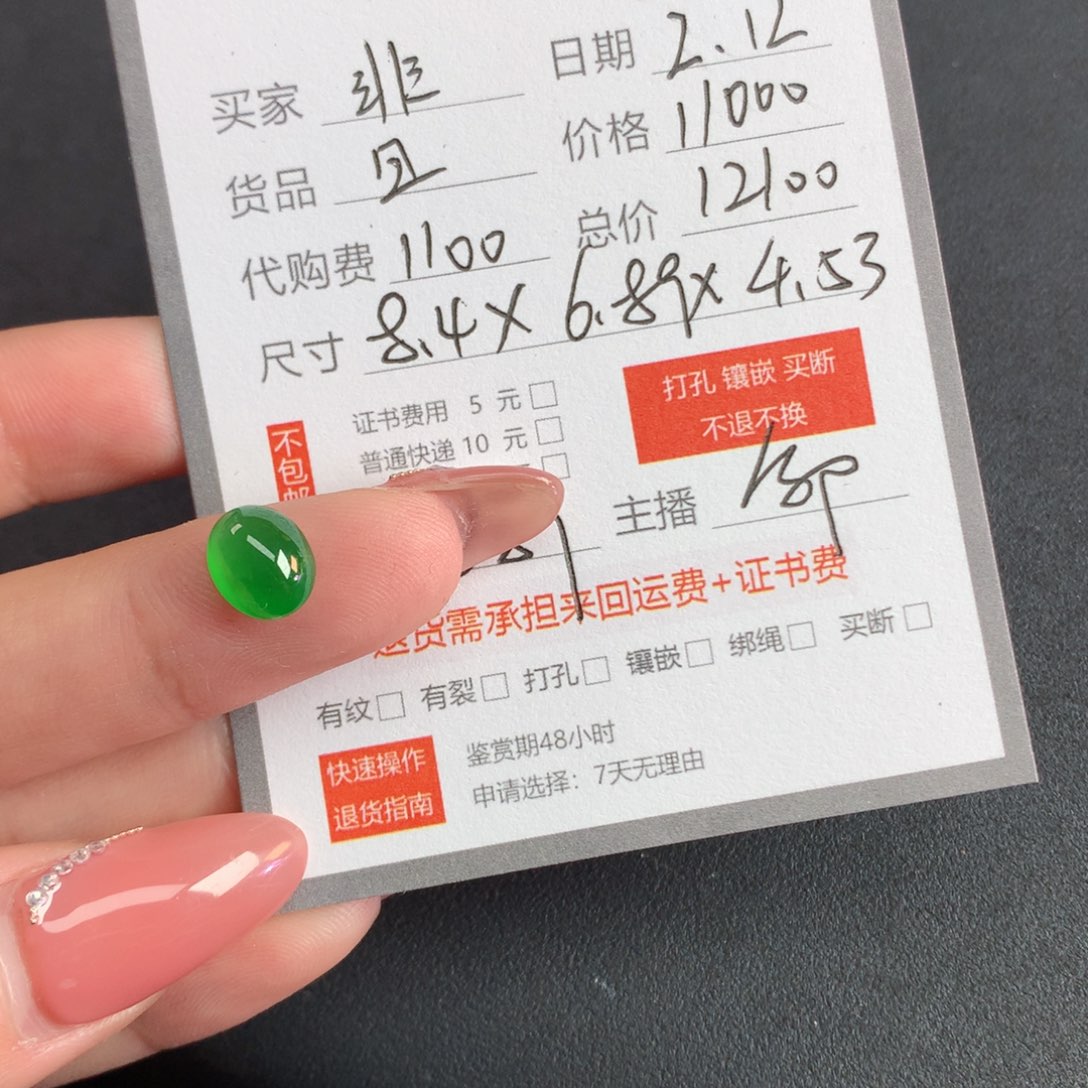 买家 非 日期 2.12
货品 旦 价格 11000
代购费 1100 总价 12100
尺寸 8.4X 6.89X 4.53
证书费用 5 元□
普通快递 10 元□
不包邮
打孔 镶嵌 买断
不退不换
主播
退货需承担来回运费+证书费
有纹□ 有裂□ 打孔□ 镶嵌□ 绑绳□ 买断□
快速操作
退货指南
鉴赏期48小时
申请选择：7天无理由